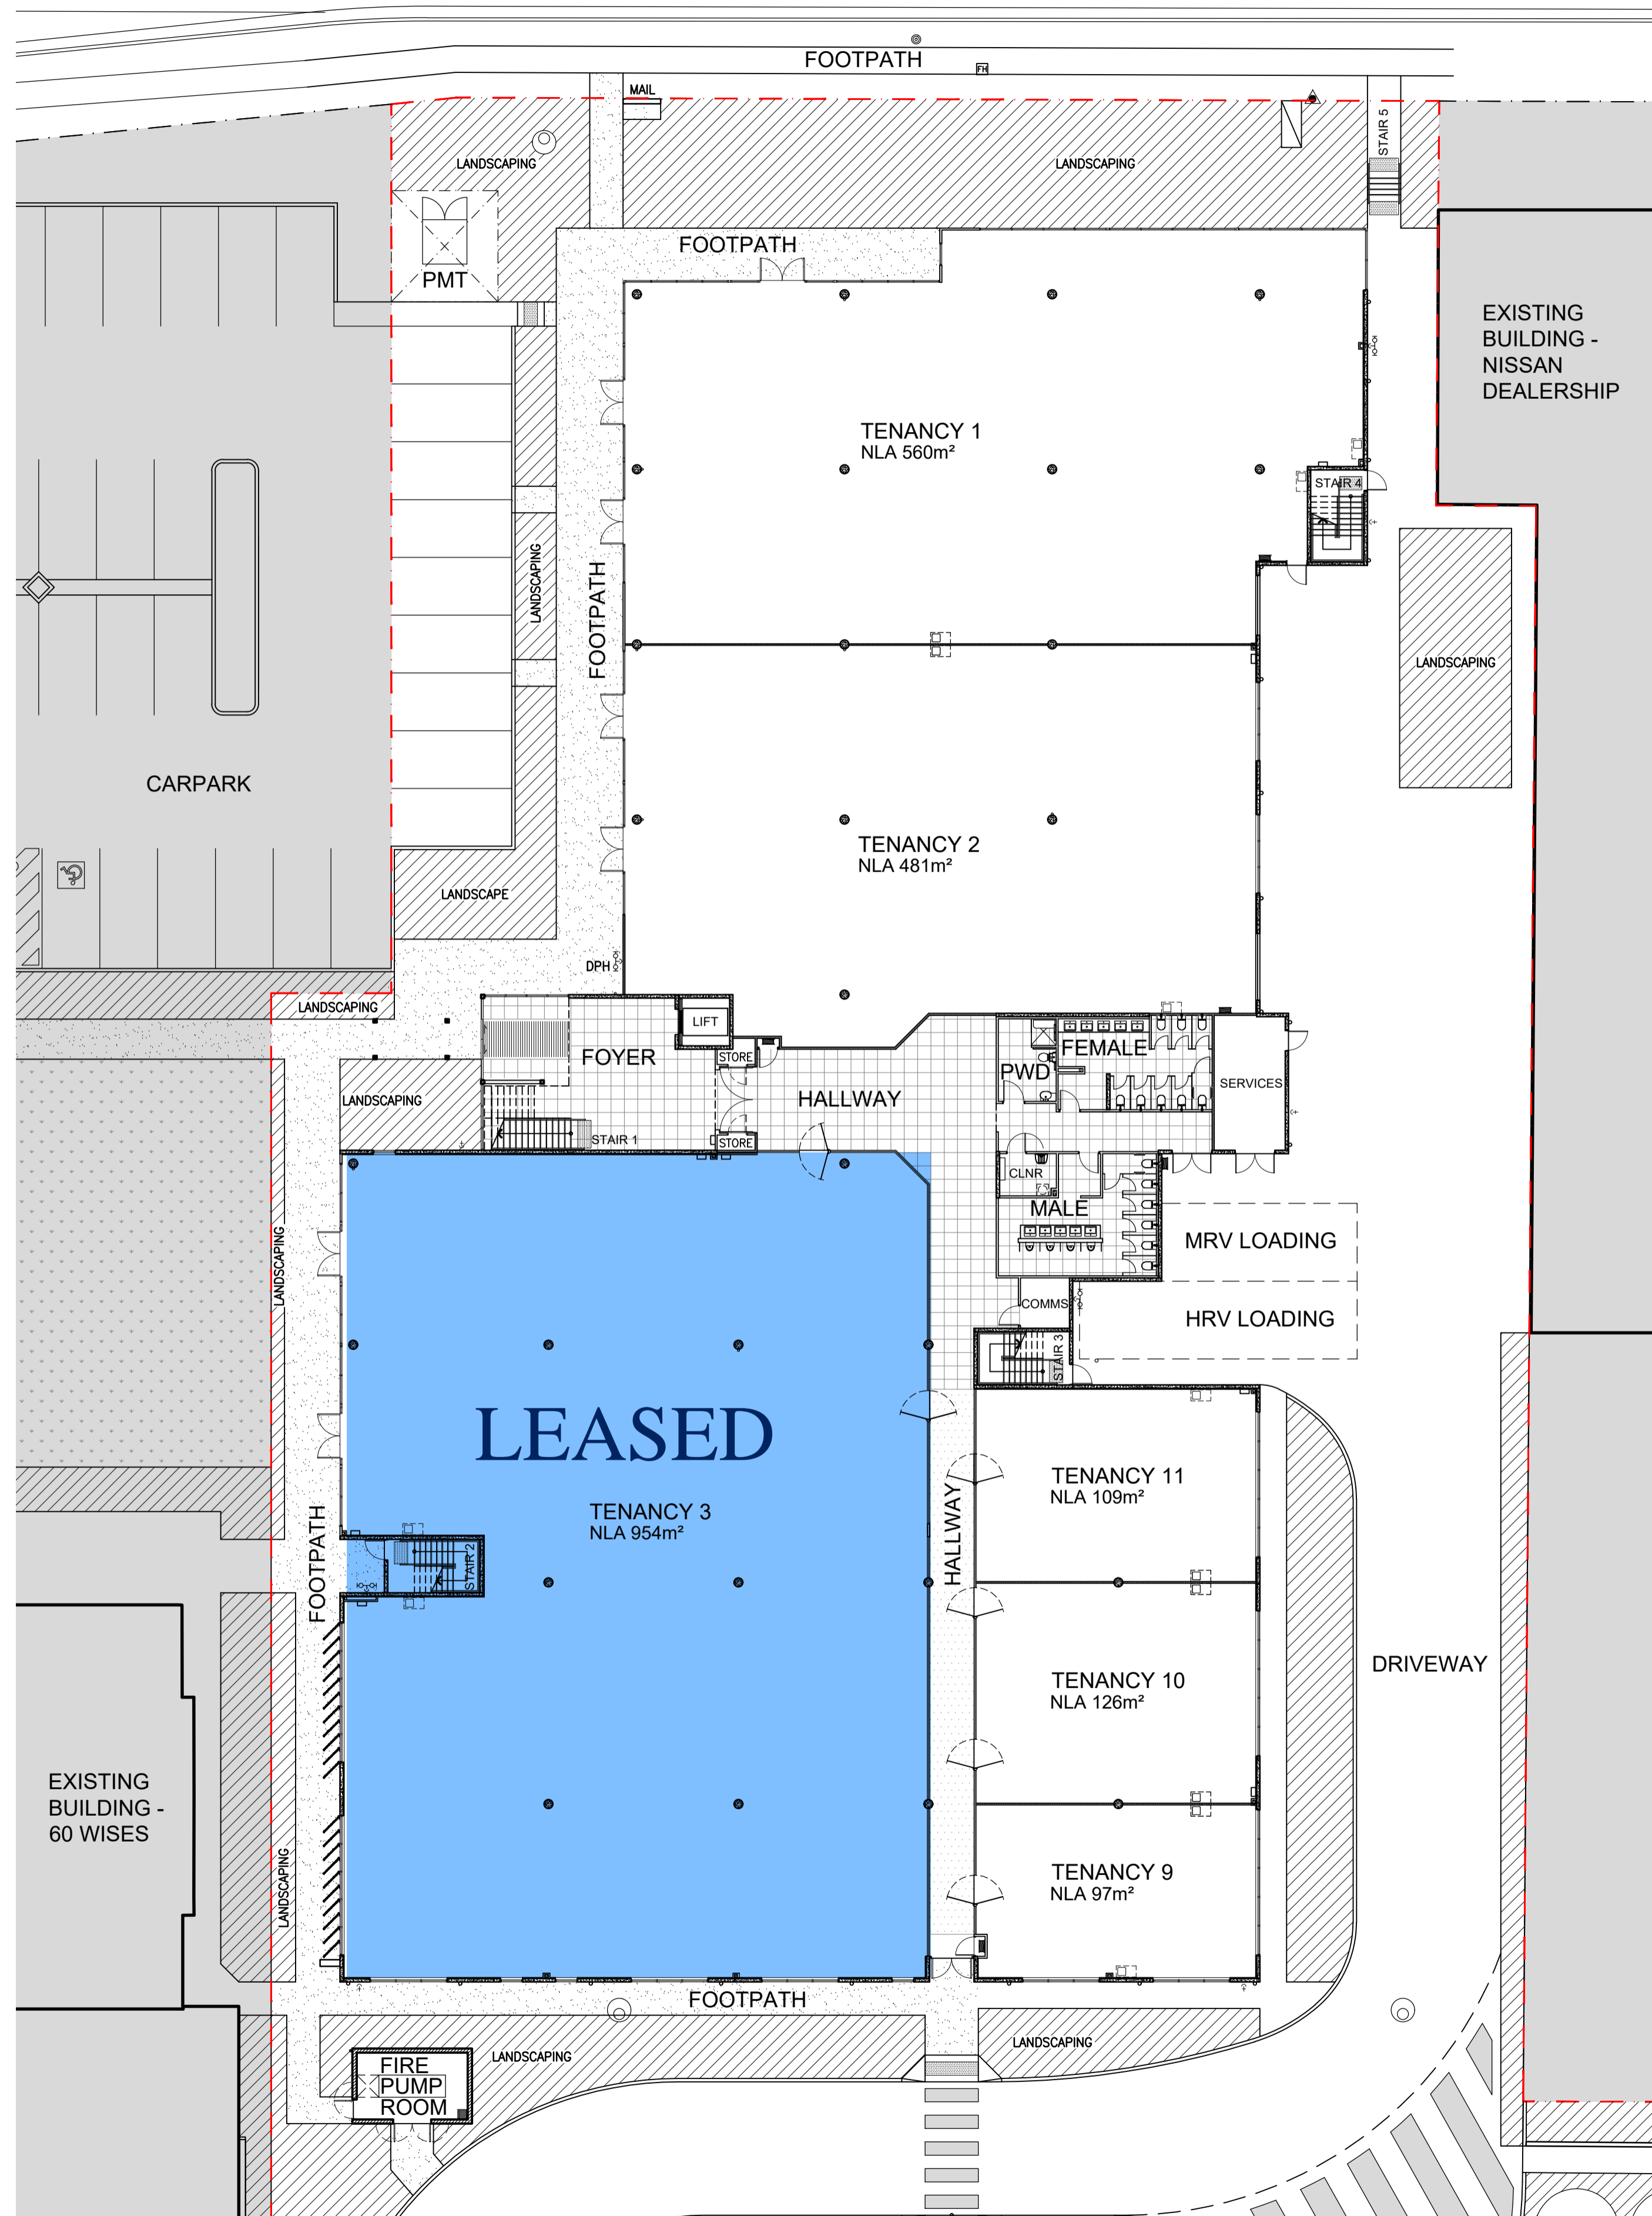 FOOTPATH
FH
MAIL
STAIR 5
LANDSCAPING
LANDSCAPING
FOOTPATH
PMT
EXISTING
BUILDING -
NISSAN
DEALERSHIP
TENANCY 1
NLA 560m²
STAIR 4
LANDSCAPING
FOOTPATH
LANDSCAPING
CARPARK
TENANCY 2
NLA 481m²
LANDSCAPE
DPH
LANDSCAPING
LIFT
FOYER
STORE
FEMALE
PWD
SERVICES
HALLWAY
LANDSCAPING
STAIR 1
STORE
CLNR
MALE
MRV LOADING
LANDSCAPING
COMMS
HRV LOADING
STAIR 3
LEASED
TENANCY 11
NLA 109m²
TENANCY 3
NLA 954m²
HALLWAY
FOOTPATH
STAIR 2
DRIVEWAY
TENANCY 10
NLA 126m²
EXISTING
BUILDING -
60 WISES
TENANCY 9
NLA 97m²
LANDSCAPING
FOOTPATH
LANDSCAPING
LANDSCAPING
FIRE
PUMP
ROOM